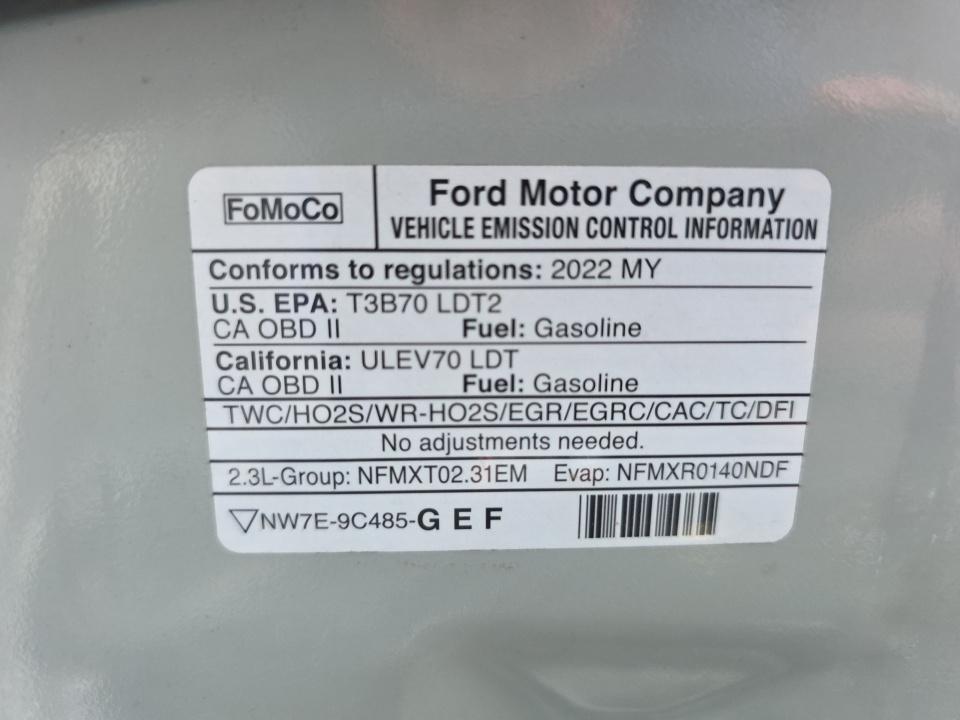 FoMoCo
Ford Motor Company
VEHICLE EMISSION CONTROL INFORMATION
Conforms to regulations: 2022 MY
U.S. EPA: T3B70 LDT2
CA OBD II Fuel: Gasoline
California: ULEV70 LDT
CA OBD II Fuel: Gasoline
TWC/HO2S/WR-HO2S/EGR/EGRC/CAC/TC/DFI
No adjustments needed.
2.3L-Group: NFMXT02.31EM Evap: NFMXR0140NDF
NW7E-9C485-G E F